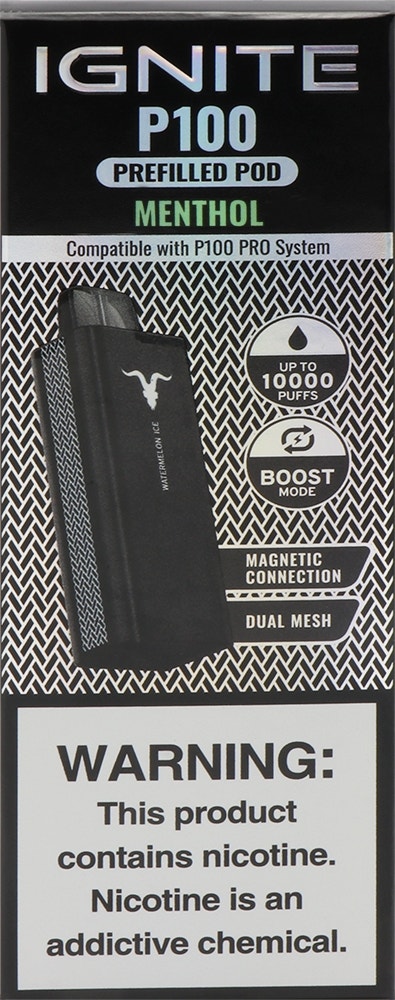 IGNITE
P100
PREFILLED POD
MENTHOL
Compatible with P100 PRO System
UP TO
10000
PUFFS
BOOST
MODE
WATERMELON ICE
MAGNETIC
CONNECTION
DUAL MESH
WARNING:
This product
contains nicotine.
Nicotine is an
addictive chemical.